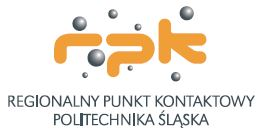 rpk
REGIONALNY PUNKT KONTAKTOWY
POLITECHNIKA ŚLĄSKA